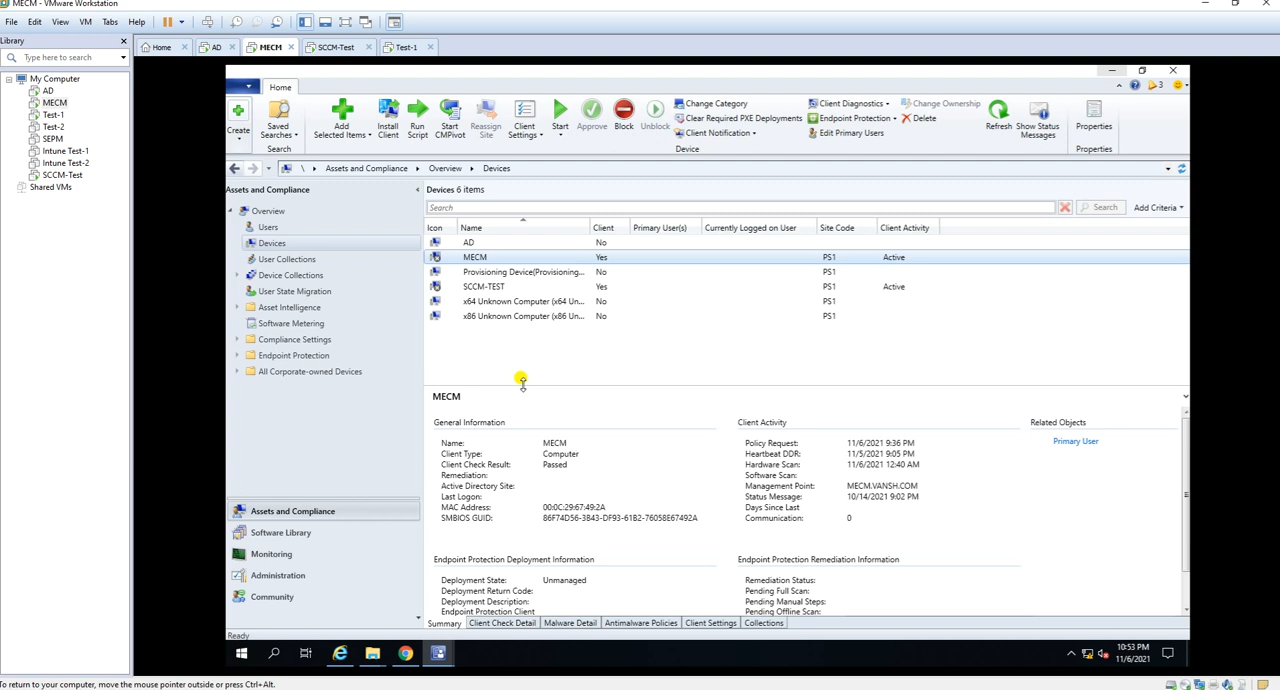 MECM - VMware Workstation
File Edit View VM Tabs Help
Library
Type here to search
My Computer
AD
MECM
Test-1
Test-2
SEPM
Intune Test-1
Intune Test-2
SCCM-Test
Shared VMs
Home AD MECM SCCM-Test Test-1
Home
3
Create
Saved Searches
Search
Add Selected Items
Install Client
Run Script
Start CMPivot
Reassign Site
Client Settings
Start
Approve
Block
Unblock
Change Category
Clear Required PXE Deployments
Client Notification
Client Diagnostics
Endpoint Protection
Edit Primary Users
Change Ownership
Delete
Device
Refresh
Show Status Messages
Properties
Properties
\ Assets and Compliance Overview Devices
Assets and Compliance
Overview
Users
Devices
User Collections
Device Collections
User State Migration
Asset Intelligence
Software Metering
Compliance Settings
Endpoint Protection
All Corporate-owned Devices
Assets and Compliance
Software Library
Monitoring
Administration
Community
Devices 6 items
Search
Search
Add Criteria
Icon Name Client Primary User(s) Currently Logged on User Site Code Client Activity
AD No
MECM Yes PS1 Active
Provisioning Device(Provisioning... No PS1
SCCM-TEST Yes PS1 Active
x64 Unknown Computer (x64 Un... No PS1
x86 Unknown Computer (x86 Un... No PS1
MECM
General Information
Name: MECM
Client Type: Computer
Client Check Result: Passed
Remediation:
Active Directory Site:
Last Logon:
MAC Address: 00:0C:29:67:49:2A
SMBIOS GUID: 86F74D56-3843-DF93-61B2-76058E67492A
Client Activity
Policy Request: 11/6/2021 9:36 PM
Heartbeat DDR: 11/5/2021 9:05 PM
Hardware Scan: 11/6/2021 12:40 AM
Software Scan:
Management Point: MECM.VANSH.COM
Status Message: 10/14/2021 9:02 PM
Days Since Last
Communication: 0
Related Objects
Primary User
Endpoint Protection Deployment Information
Deployment State: Unmanaged
Deployment Return Code:
Deployment Description:
Endpoint Protection Client
Endpoint Protection Remediation Information
Remediation Status:
Pending Full Scan:
Pending Manual Steps:
Pending Offline Scan:
Summary Client Check Detail Malware Detail Antimalware Policies Client Settings Collections
Ready
10:53 PM
11/6/2021
To return to your computer, move the mouse pointer outside or press Ctrl+Alt.